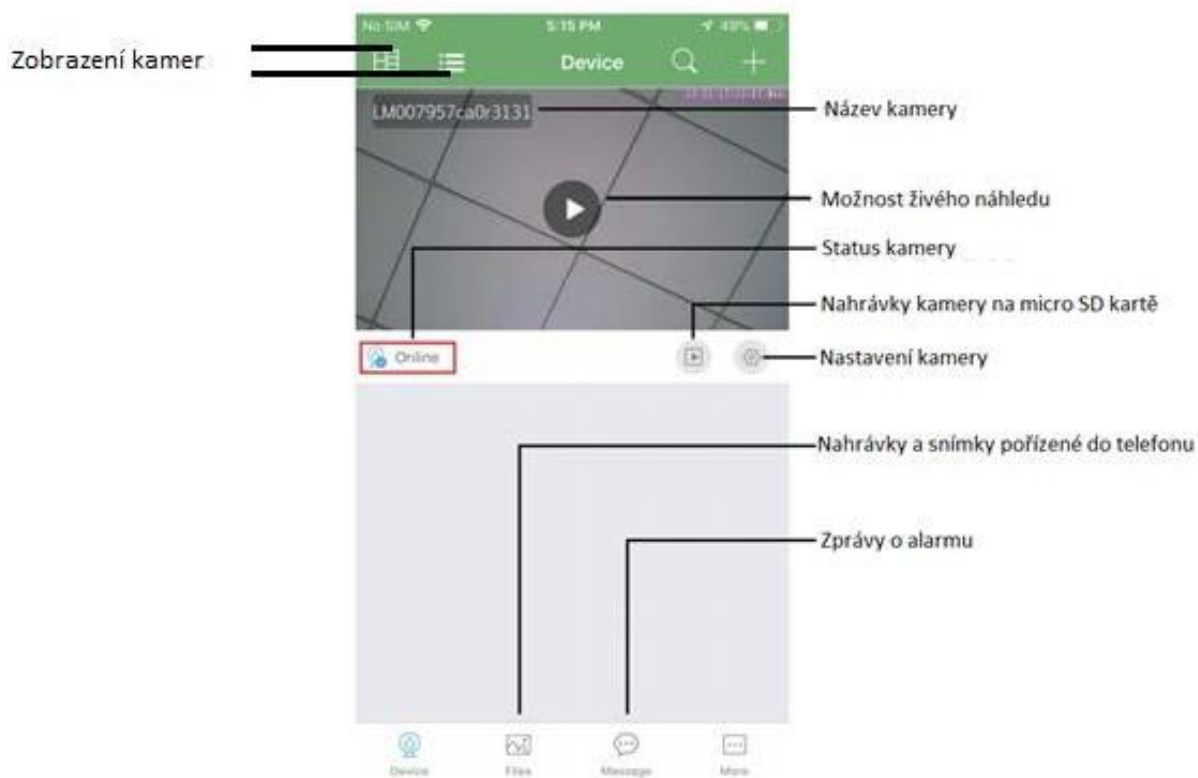 No SIM 5:15 PM 49%
Zobrazení kamer
Device
LM007957ca0r3131
Název kamery
Možnost živého náhledu
Status kamery
Nahrávky kamery na micro SD kartě
Online
Nastavení kamery
Nahrávky a snímky pořízené do telefonu
Zprávy o alarmu
Device Files Message More